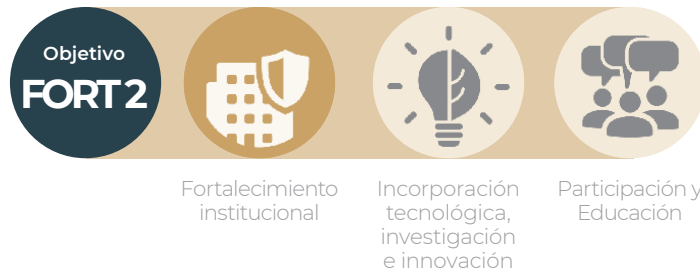 Objetivo
FORT 2
Fortalecimiento
institucional
Incorporación
tecnológica,
investigación
e innovación
Participación y
Educación